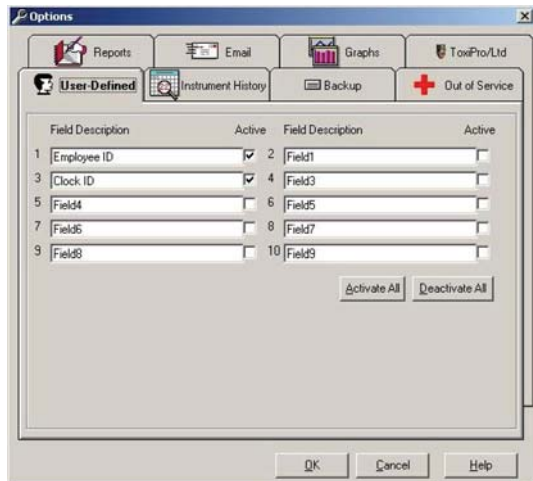 Options
Reports Email Graphs ToxiPro/Ltd
User-Defined Instrument History Backup Out of Service
Field Description Active Field Description Active
1 Employee ID 2 Field1
3 Clock ID 4 Field3
5 Field4 6 Field5
7 Field6 8 Field7
9 Field8 10 Field9
Activate All Deactivate All
OK Cancel Help